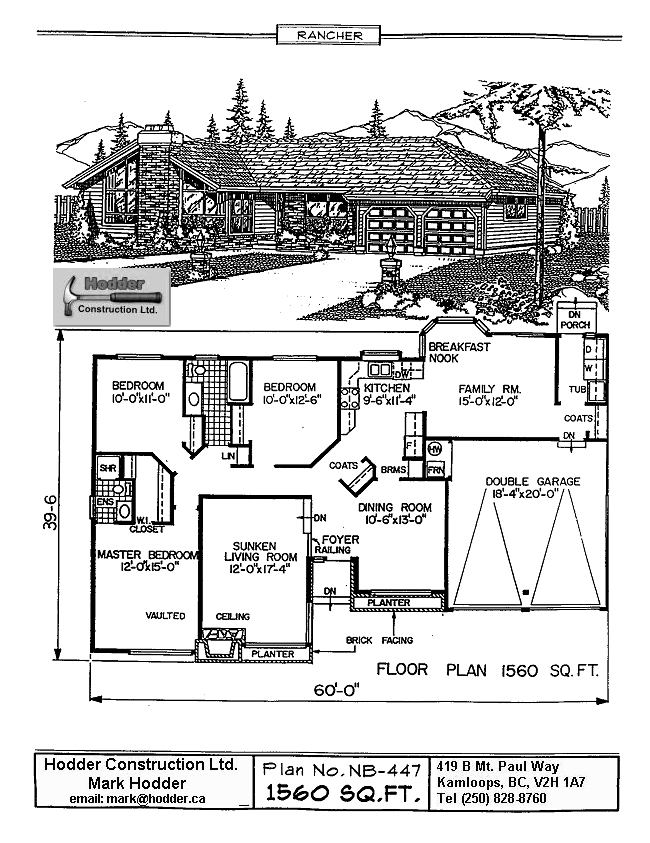 RANCHER
Hodder
Construction Ltd.
DN
PORCH
BREAKFAST
NOOK
D
W
BEDROOM
10'-0"x11'-0"
BEDROOM
10'-0"x12'-6"
DW
KITCHEN
9'-6"x11'-4"
FAMILY RM.
15'-0"x12'-0"
TUB
COATS
DN
LIN
F
HW
SHR
COATS
BRMS
FRN
DOUBLE GARAGE
18'-4"x20'-0"
39-6
ENS
W.I.
CLOSET
DN
DINING ROOM
10'-6"x13'-0"
FOYER
RAILING
SUNKEN
LIVING ROOM
12'-0"x17'-4"
MASTER BEDROOM
12'-0"x15'-0"
DN
PLANTER
VAULTED
CEILING
BRICK FACING
PLANTER
FLOOR PLAN 1560 SQ.FT.
60'-0"
Hodder Construction Ltd.
Mark Hodder
email: mark@hodder.ca
Plan No. NB-447
1560 SQ.FT.
419 B Mt. Paul Way
Kamloops, BC, V2H 1A7
Tel (250) 828-8760